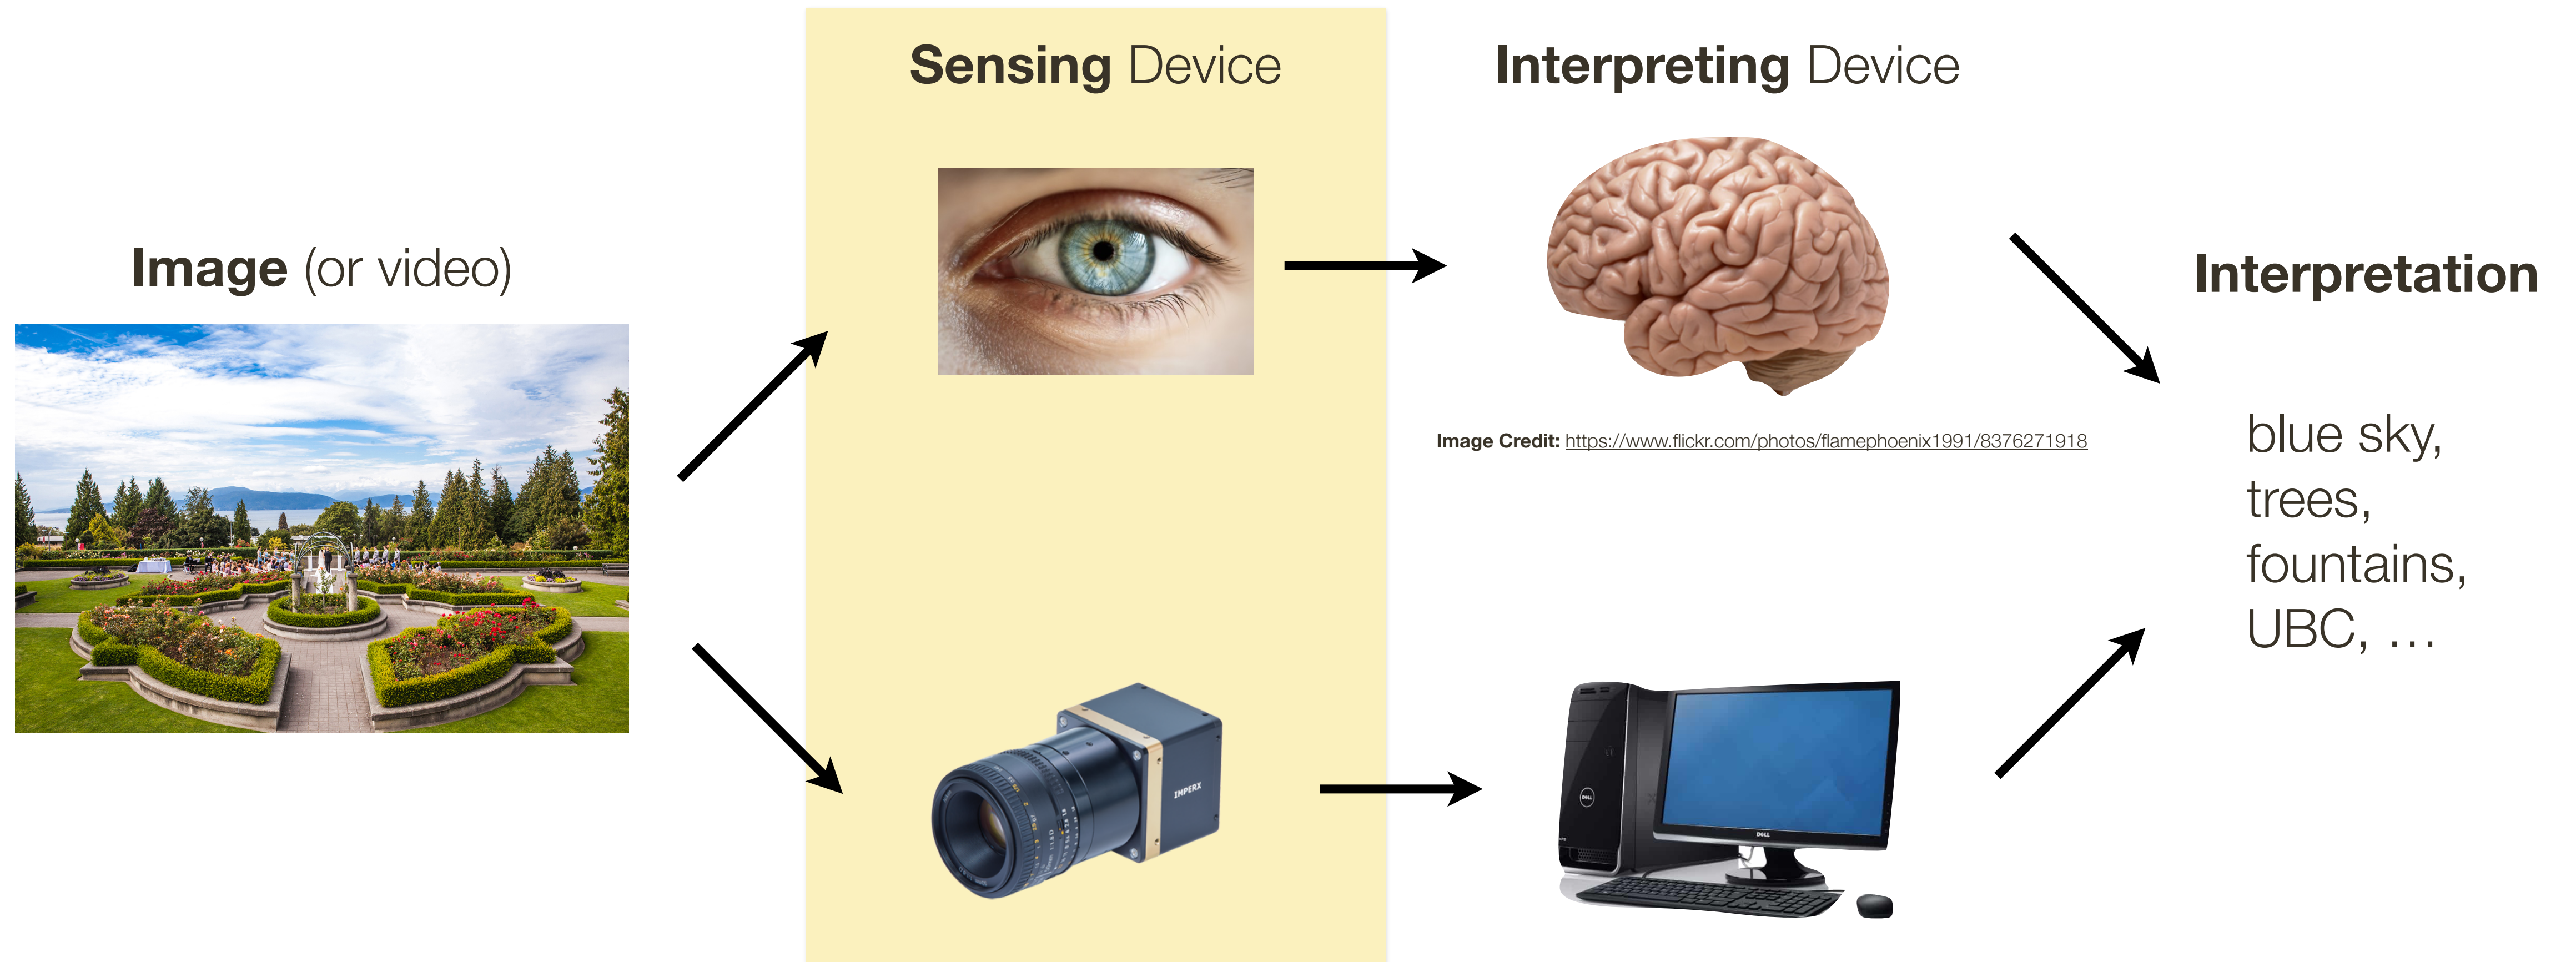 Sensing Device
Interpreting Device
Image (or video)
Interpretation
Image Credit: https://www.flickr.com/photos/flamephoenix1991/8376271918
blue sky,
trees,
fountains,
UBC, …
IMPERX
DELL
DELL